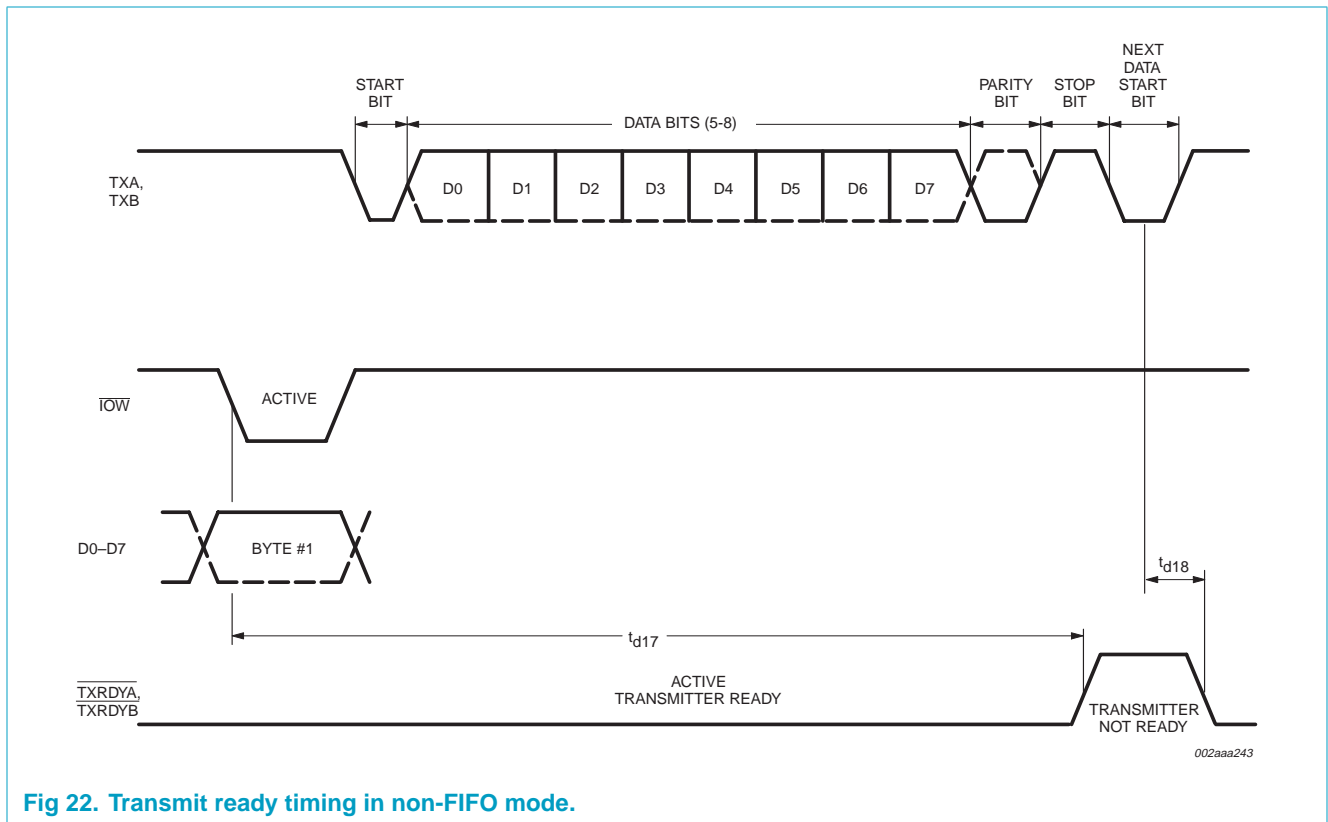 NEXT
DATA
START
BIT
START
BIT
PARITY
BIT
STOP
BIT
DATA BITS (5-8)
TXA,
TXB
D0 D1 D2 D3 D4 D5 D6 D7
IOW
ACTIVE
D0–D7
BYTE #1
td18
td17
TXRDYA,
TXRDYB
ACTIVE
TRANSMITTER READY
TRANSMITTER
NOT READY
002aaa243
Fig 22. Transmit ready timing in non-FIFO mode.